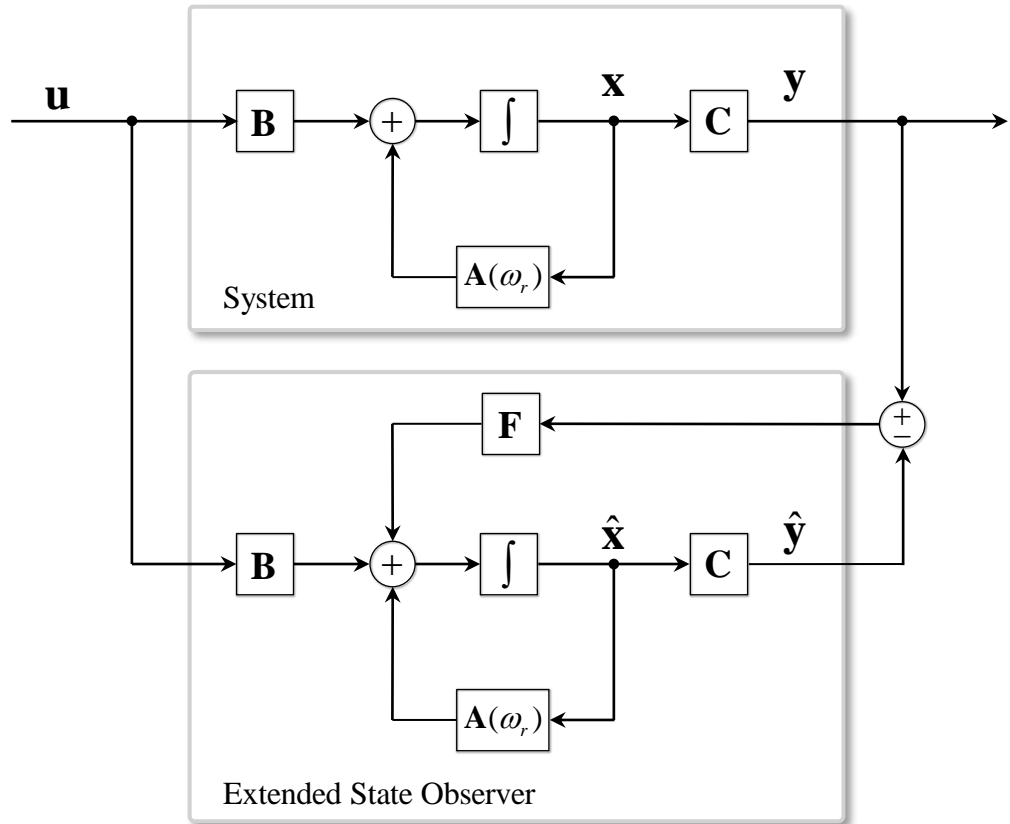 u
x
y
B
+
∫
C
A(ω_r)
System
F
+
−
x̂
ŷ
B
+
∫
C
A(ω_r)
Extended State Observer